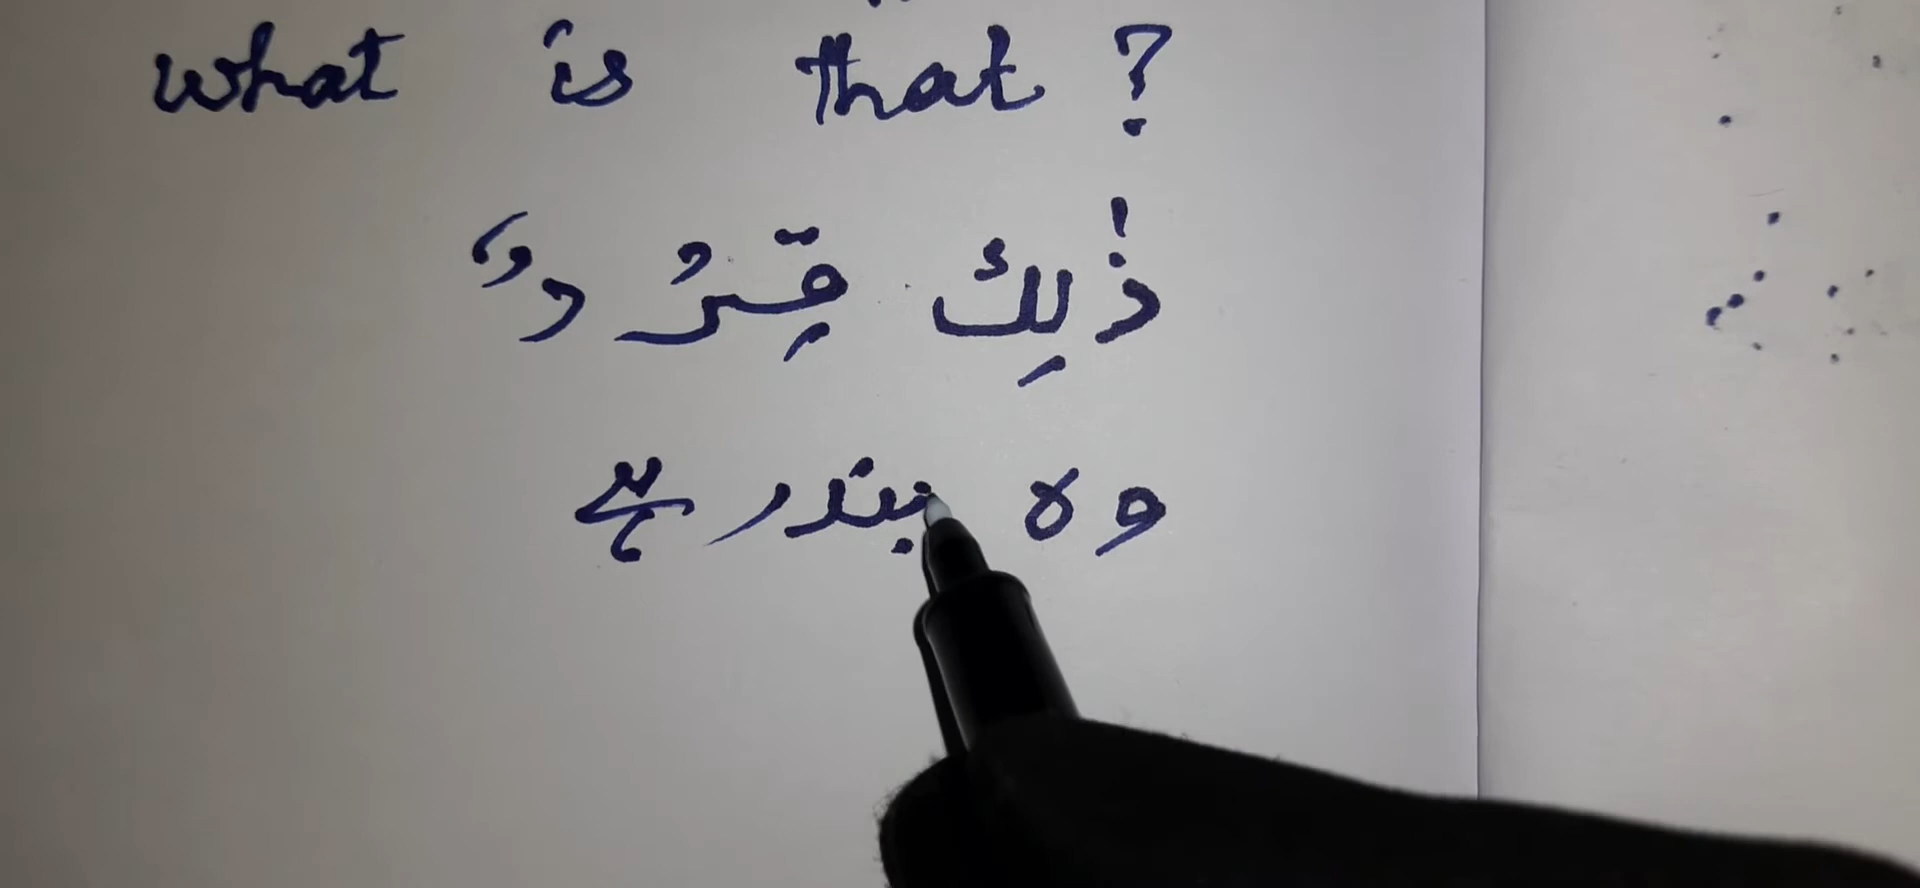 what is that ?
ذٰلِكَ قِرْدٌ
وہ بندر ہے